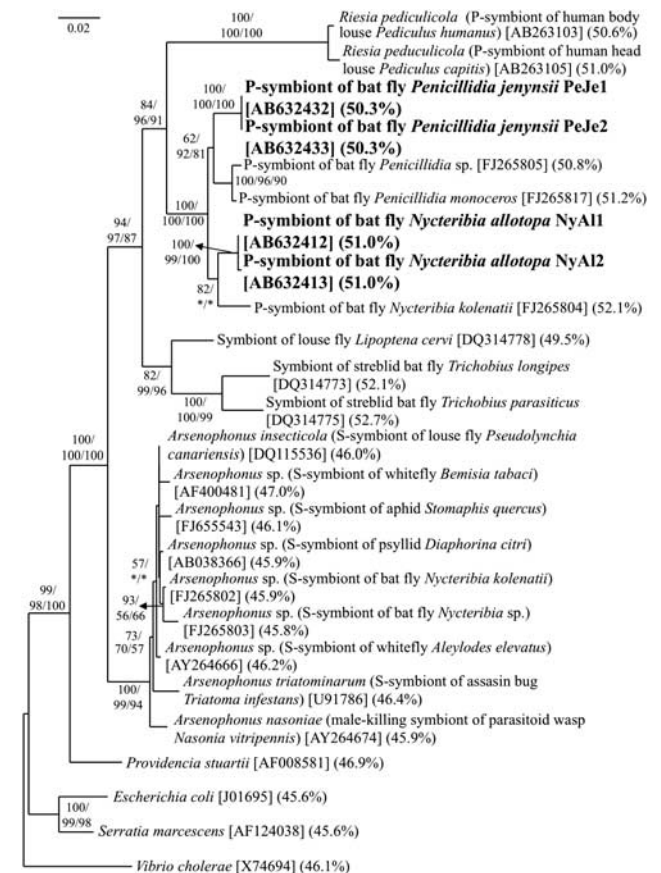 0.02
100/
100/100
Riesia pediculicola (P-symbiont of human body
louse Pediculus humanus) [AB263103] (50.6%)
Riesia peduculicola (P-symbiont of human head
louse Pediculus capitis) [AB263105] (51.0%)
84/
96/91
100/
100/100
P-symbiont of bat fly Penicillidia jenynsii PeJe1
[AB632432] (50.3%)
P-symbiont of bat fly Penicillidia jenynsii PeJe2
[AB632433] (50.3%)
62/
92/81
P-symbiont of bat fly Penicillidia sp. [FJ265805] (50.8%)
100/96/90
P-symbiont of bat fly Penicillidia monoceros [FJ265817] (51.2%)
100/
100/100
P-symbiont of bat fly Nycteribia allotopa NyAl1
[AB632412] (51.0%)
P-symbiont of bat fly Nycteribia allotopa NyAl2
[AB632413] (51.0%)
94/
97/87
100/
99/100
82/
*/*
P-symbiont of bat fly Nycteribia kolenatii [FJ265804] (52.1%)
Symbiont of louse fly Lipoptena cervi [DQ314778] (49.5%)
82/
99/96
Symbiont of streblid bat fly Trichobius longipes
[DQ314773] (52.1%)
100/
100/99
Symbiont of streblid bat fly Trichobius parasiticus
[DQ314775] (52.7%)
100/
100/100
Arsenophonus insecticola (S-symbiont of louse fly Pseudolynchia
canariensis) [DQ115536] (46.0%)
Arsenophonus sp. (S-symbiont of whitefly Bemisia tabaci)
[AF400481] (47.0%)
Arsenophonus sp. (S-symbiont of aphid Stomaphis quercus)
[FJ655543] (46.1%)
Arsenophonus sp. (S-symbiont of psyllid Diaphorina citri)
[AB038366] (45.9%)
57/
*/*
Arsenophonus sp. (S-symbiont of bat fly Nycteribia kolenatii)
[FJ265802] (45.9%)
93/
56/66
Arsenophonus sp. (S-symbiont of bat fly Nycteribia sp.)
[FJ265803] (45.8%)
99/
98/100
73/
70/57
Arsenophonus sp. (S-symbiont of whitefly Aleylodes elevatus)
[AY264666] (46.2%)
100/
99/94
Arsenophonus triatominarum (S-symbiont of assasin bug
Triatoma infestans) [U91786] (46.4%)
Arsenophonus nasoniae (male-killing symbiont of parasitoid wasp
Nasonia vitripennis) [AY264674] (45.9%)
Providencia stuartii [AF008581] (46.9%)
Escherichia coli [J01695] (45.6%)
100/
99/98
Serratia marcescens [AF124038] (45.6%)
Vibrio cholerae [X74694] (46.1%)